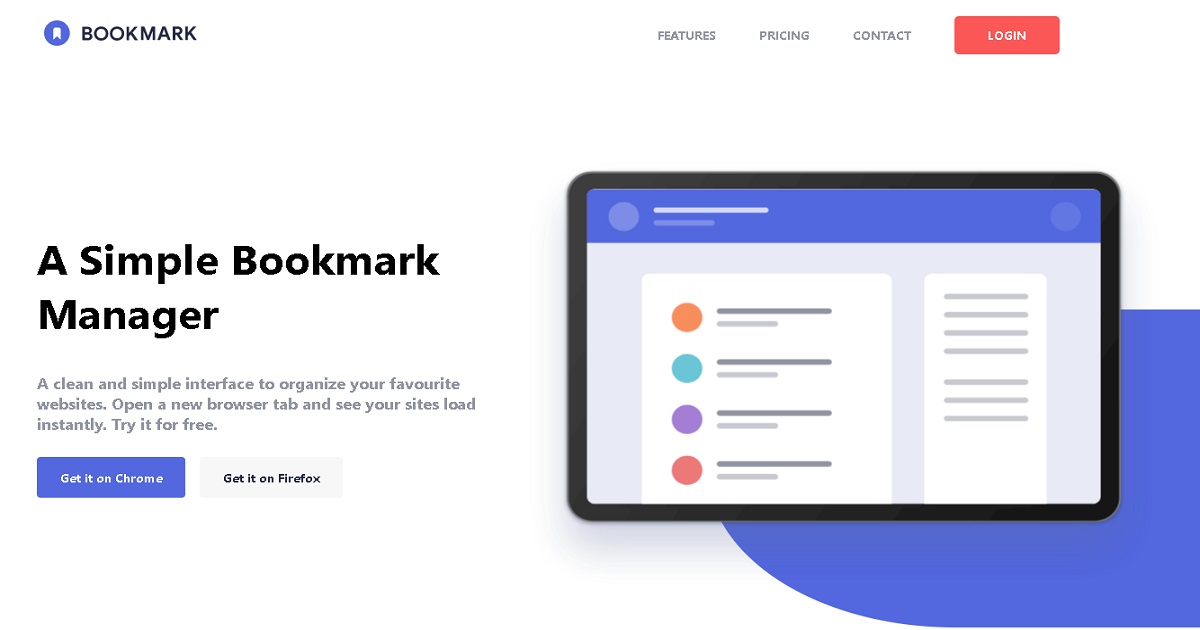 BOOKMARK
FEATURES
PRICING
CONTACT
LOGIN
A Simple Bookmark
Manager
A clean and simple interface to organize your favourite
websites. Open a new browser tab and see your sites load
instantly. Try it for free.
Get it on Chrome
Get it on Firefox